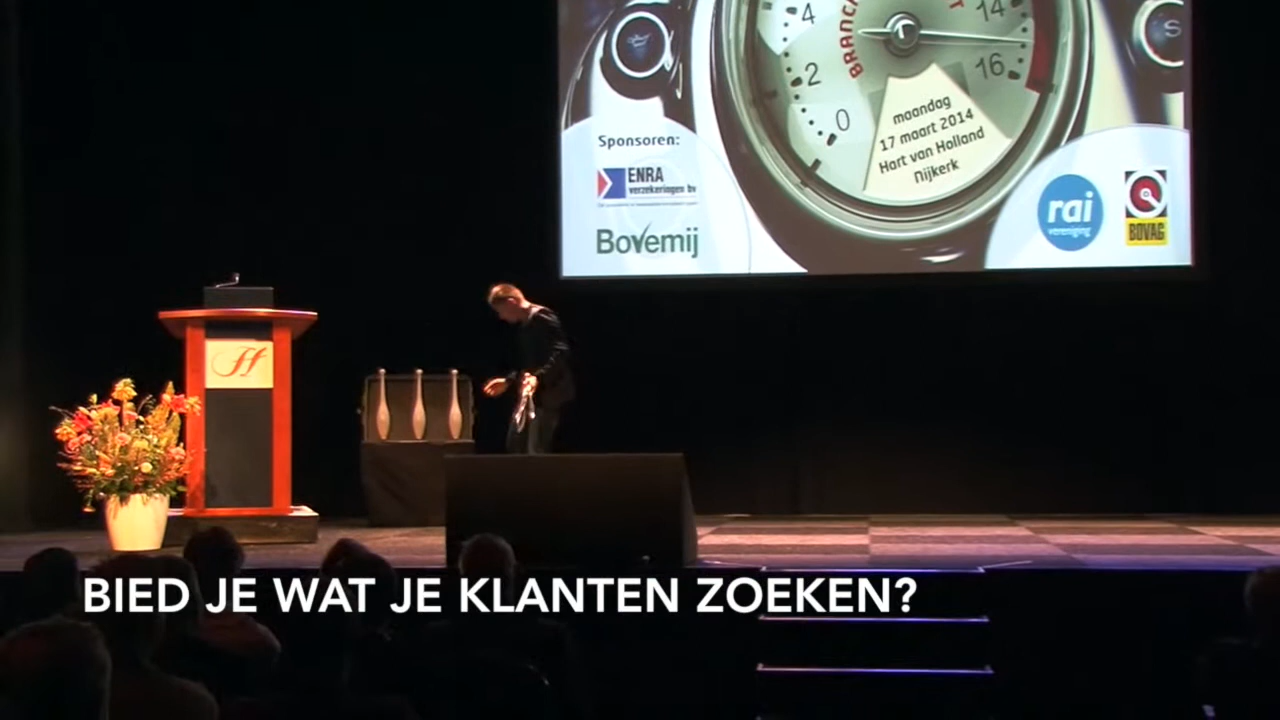 4
2
0
14
16
BRANC
T
S
maandag
17 maart 2014
Hart van Holland
Nijkerk
Sponsoren:
ENRA
verzekeringen bv
Bovemij
rai
vereniging
BOVAG
H
BIED JE WAT JE KLANTEN ZOEKEN?